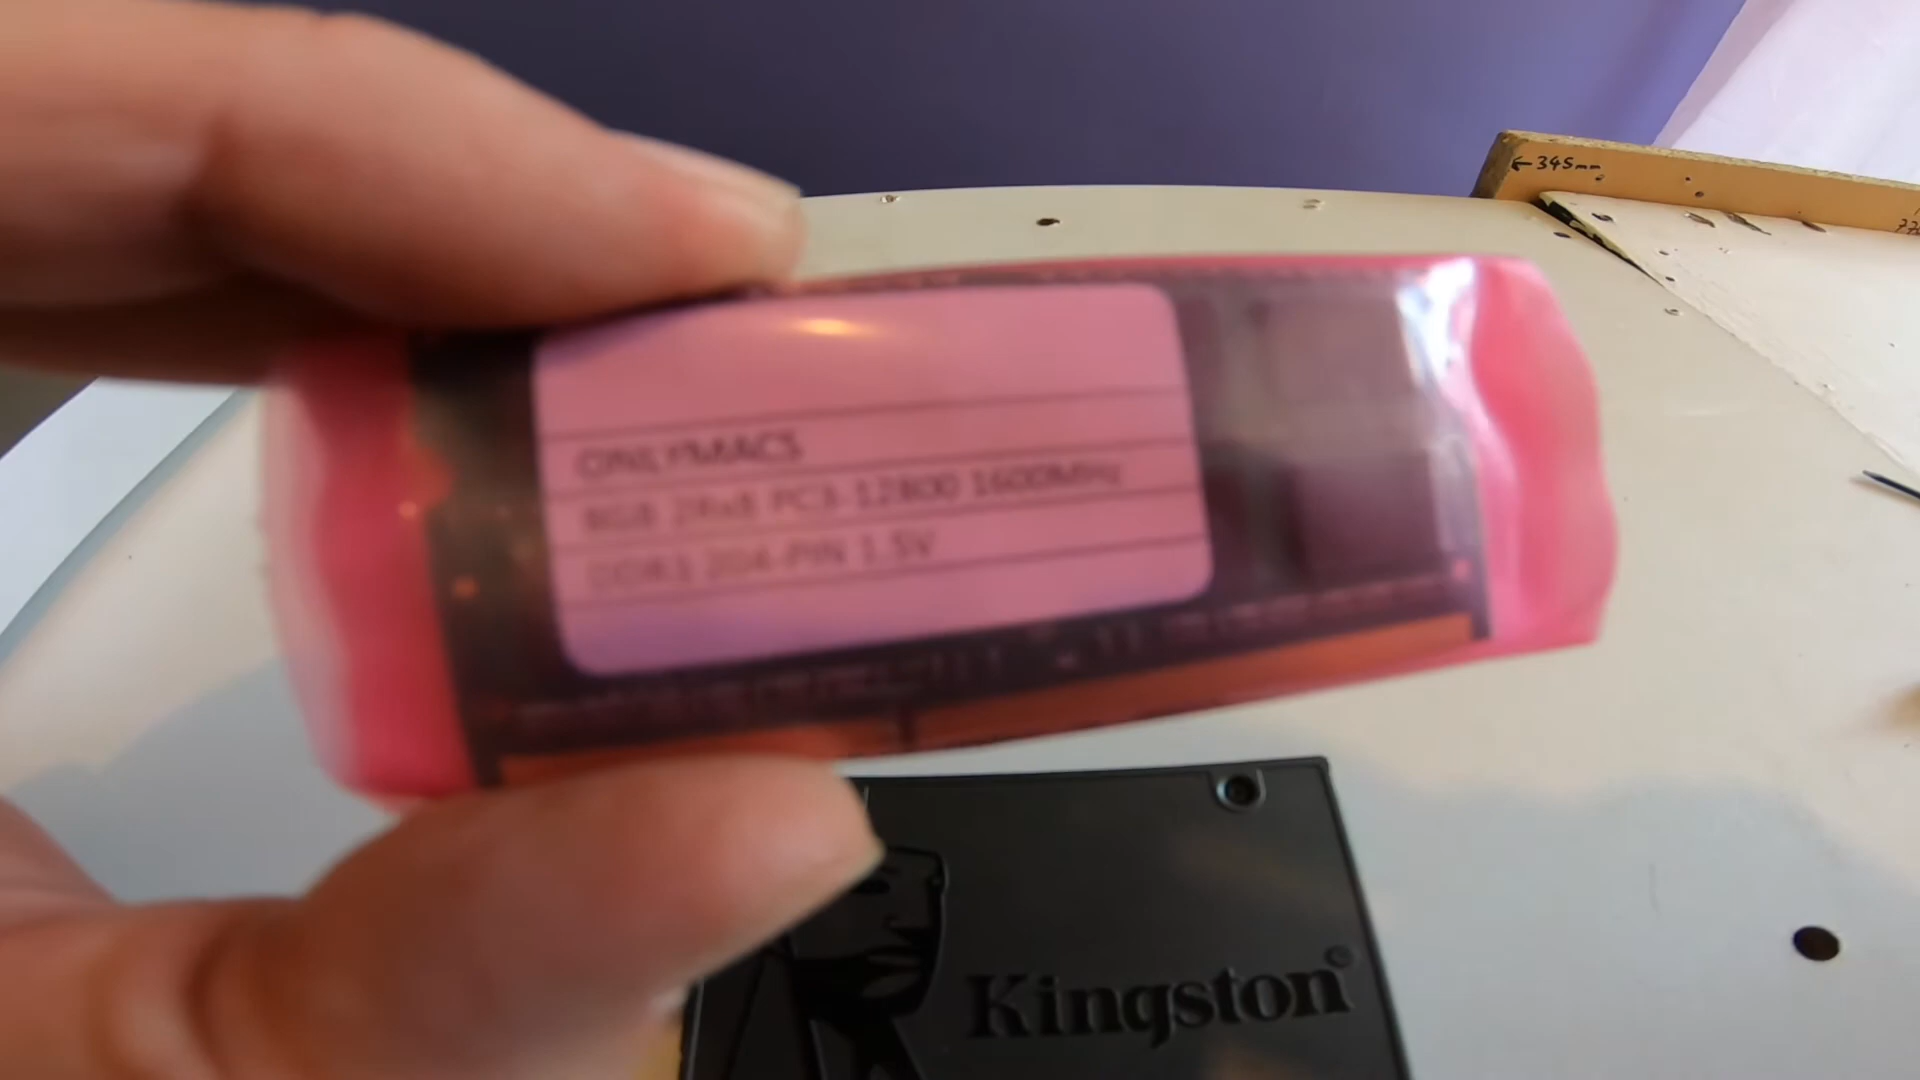 ←345mm
ONLYMACS
8GB 2Rx8 PC3-12800 1600MHz
DDR3 204-PIN 1.5V
Kingston®